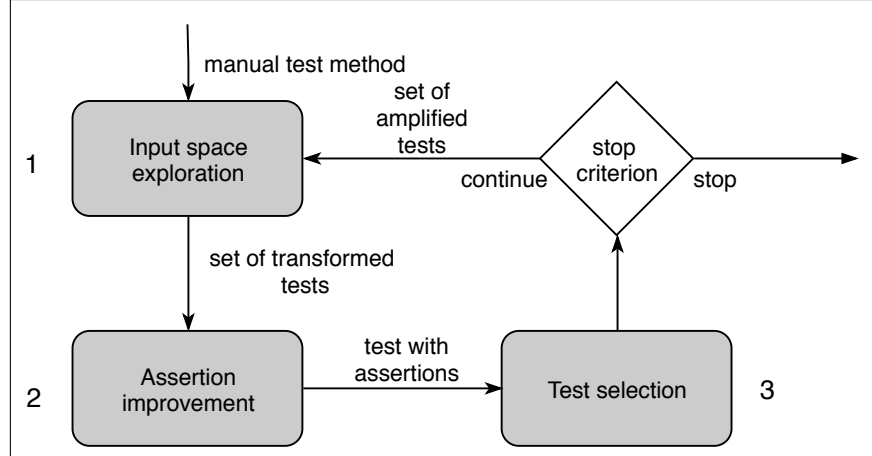 manual test method
set of
amplified
tests
1
Input space
exploration
continue
stop
criterion
stop
set of transformed
tests
2
Assertion
improvement
test with
assertions
Test selection
3